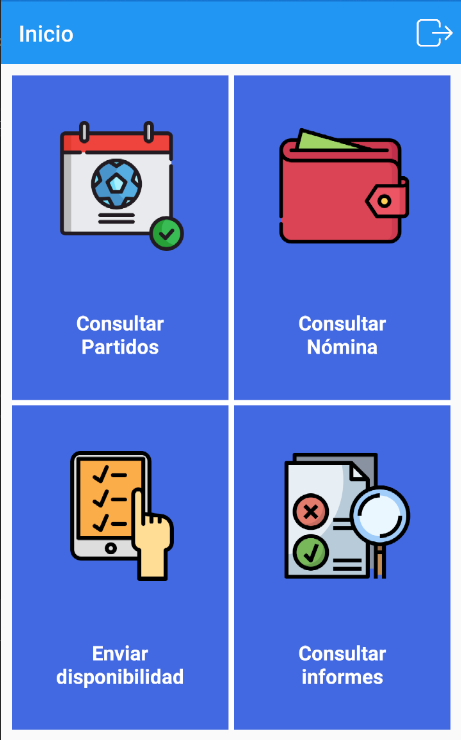 Inicio
Consultar
Partidos
Consultar
Nómina
Enviar
disponibilidad
Consultar
informes